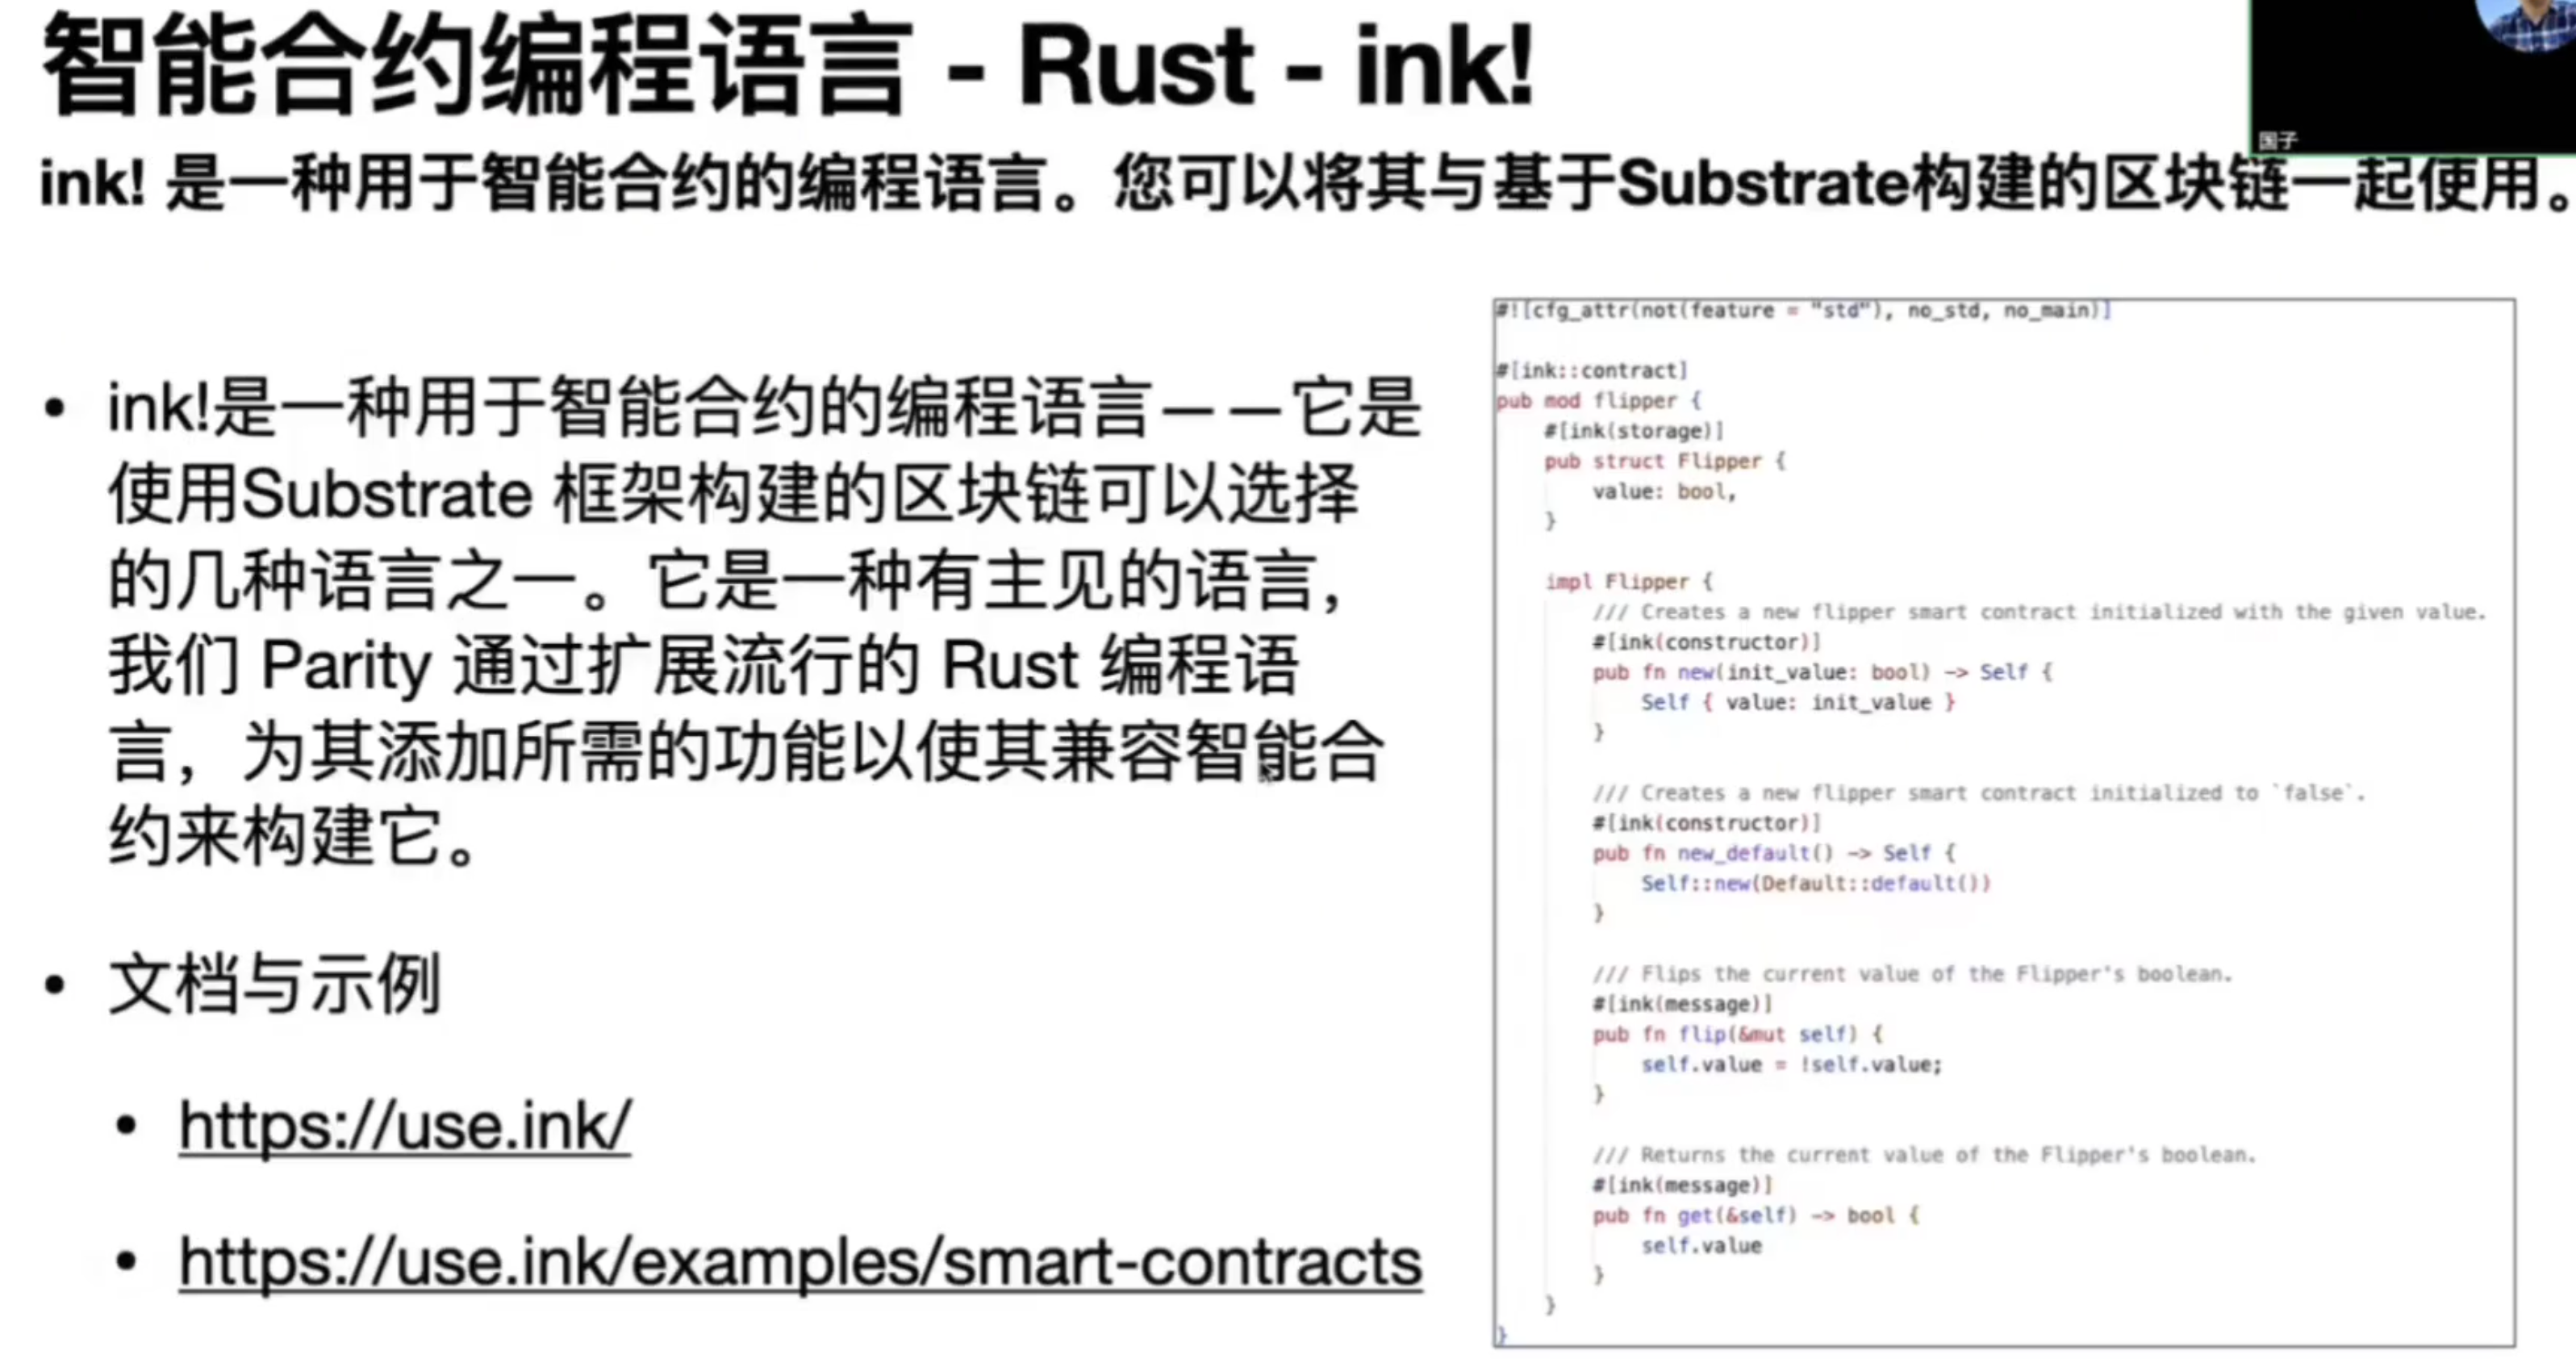 智能合约编程语言 - Rust - ink!
国子
ink! 是一种用于智能合约的编程语言。您可以将其与基于Substrate构建的区块链一起使用。
• ink!是一种用于智能合约的编程语言——它是
使用Substrate 框架构建的区块链可以选择
的几种语言之一。它是一种有主见的语言，
我们 Parity 通过扩展流行的 Rust 编程语
言，为其添加所需的功能以使其兼容智能合
约来构建它。
• 文档与示例
• https://use.ink/
• https://use.ink/examples/smart-contracts
#![cfg_attr(not(feature = "std"), no_std, no_main)]
#[ink::contract]
pub mod flipper {
    #[ink(storage)]
    pub struct Flipper {
        value: bool,
    }
    impl Flipper {
        /// Creates a new flipper smart contract initialized with the given value.
        #[ink(constructor)]
        pub fn new(init_value: bool) -> Self {
            Self { value: init_value }
        }
        /// Creates a new flipper smart contract initialized to `false`.
        #[ink(constructor)]
        pub fn new_default() -> Self {
            Self::new(Default::default())
        }
        /// Flips the current value of the Flipper's boolean.
        #[ink(message)]
        pub fn flip(&mut self) {
            self.value = !self.value;
        }
        /// Returns the current value of the Flipper's boolean.
        #[ink(message)]
        pub fn get(&self) -> bool {
            self.value
        }
    }
}